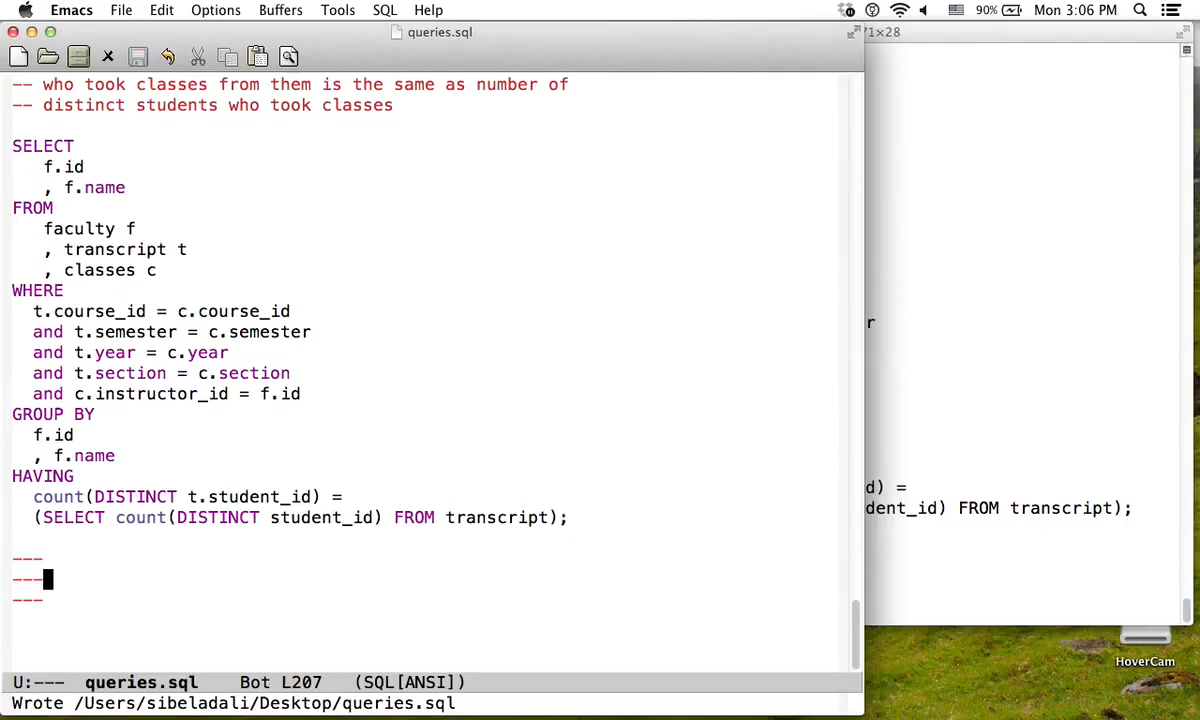 Emacs File Edit Options Buffers Tools SQL Help 90% Mon 3:06 PM
queries.sql
71×28
-- who took classes from them is the same as number of
-- distinct students who took classes
SELECT
f.id
, f.name
FROM
faculty f
, transcript t
, classes c
WHERE
t.course_id = c.course_id
and t.semester = c.semester
and t.year = c.year
and t.section = c.section
and c.instructor_id = f.id
GROUP BY
f.id
, f.name
HAVING
count(DISTINCT t.student_id) =
(SELECT count(DISTINCT student_id) FROM transcript);
---
---
---
r
d) =
dent_id) FROM transcript);
HoverCam
U:--- queries.sql Bot L207 (SQL[ANSI])
Wrote /Users/sibeladali/Desktop/queries.sql